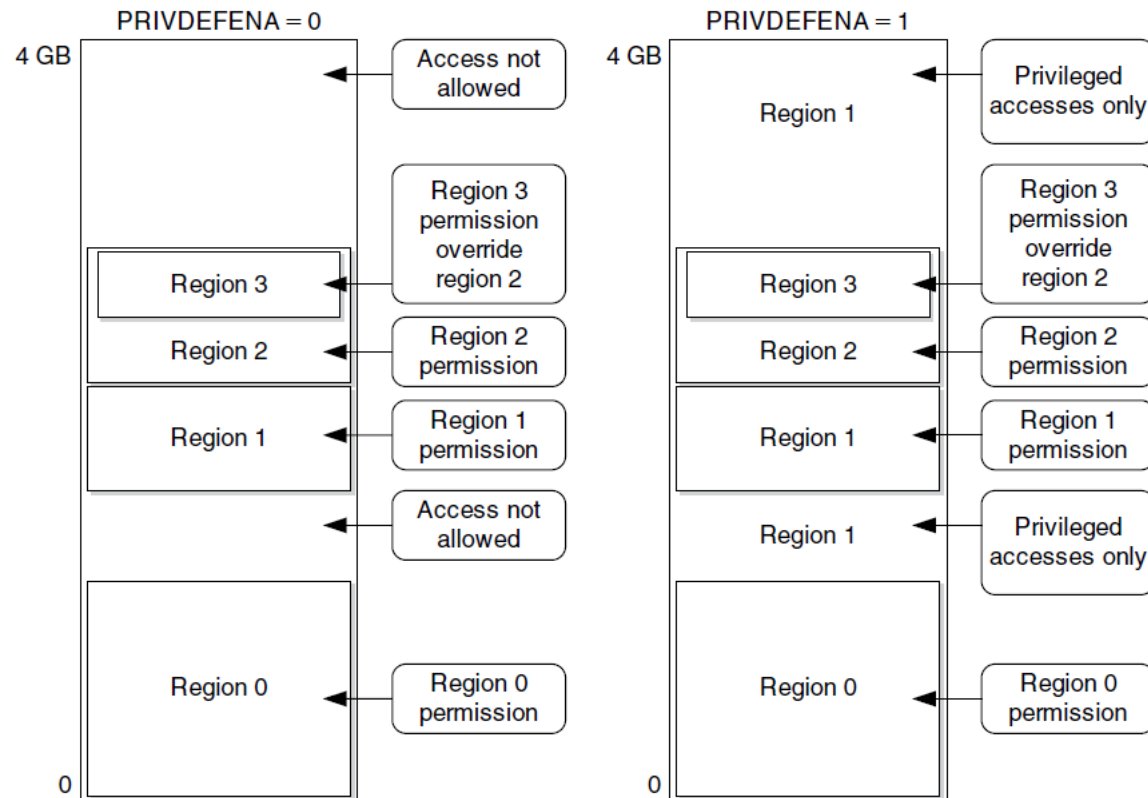 PRIVDEFENA = 0
4 GB
Access not
allowed
Region 3
permission
override
region 2
Region 3
Region 2
Region 2
permission
Region 1
Region 1
permission
Access not
allowed
Region 0
Region 0
permission
0
PRIVDEFENA = 1
4 GB
Privileged
accesses only
Region 1
Region 3
permission
override
region 2
Region 3
Region 2
Region 2
permission
Region 1
Region 1
permission
Region 1
Privileged
accesses only
Region 0
Region 0
permission
0